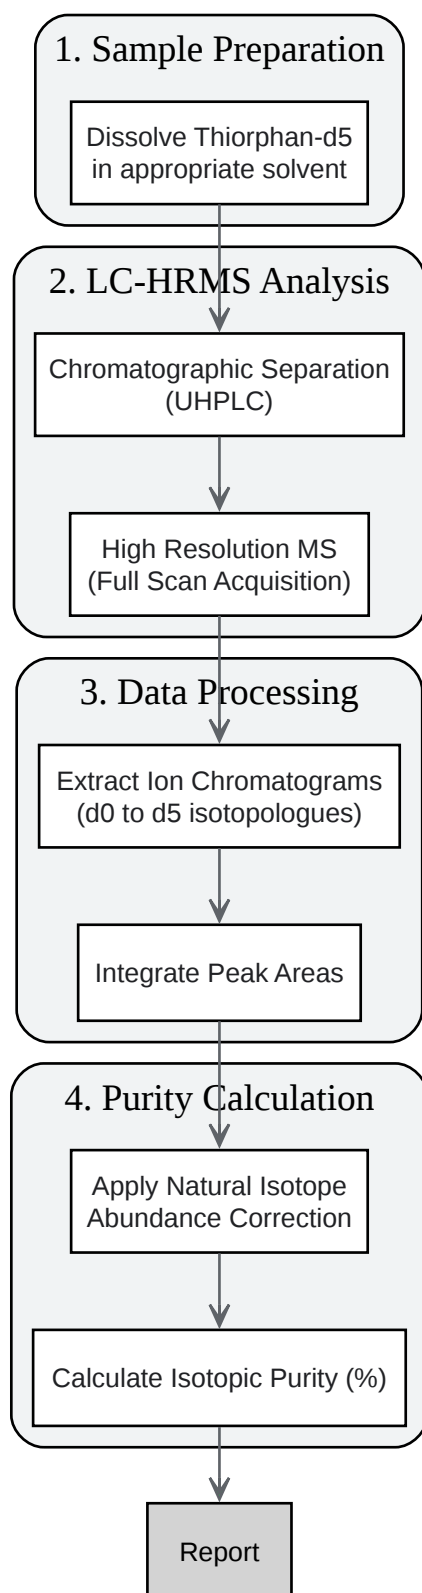 1. Sample Preparation
Dissolve Thiorphan-d5
in appropriate solvent
2. LC-HRMS Analysis
Chromatographic Separation
(UHPLC)
High Resolution MS
(Full Scan Acquisition)
3. Data Processing
Extract Ion Chromatograms
(d0 to d5 isotopologues)
Integrate Peak Areas
4. Purity Calculation
Apply Natural Isotope
Abundance Correction
Calculate Isotopic Purity (%)
Report